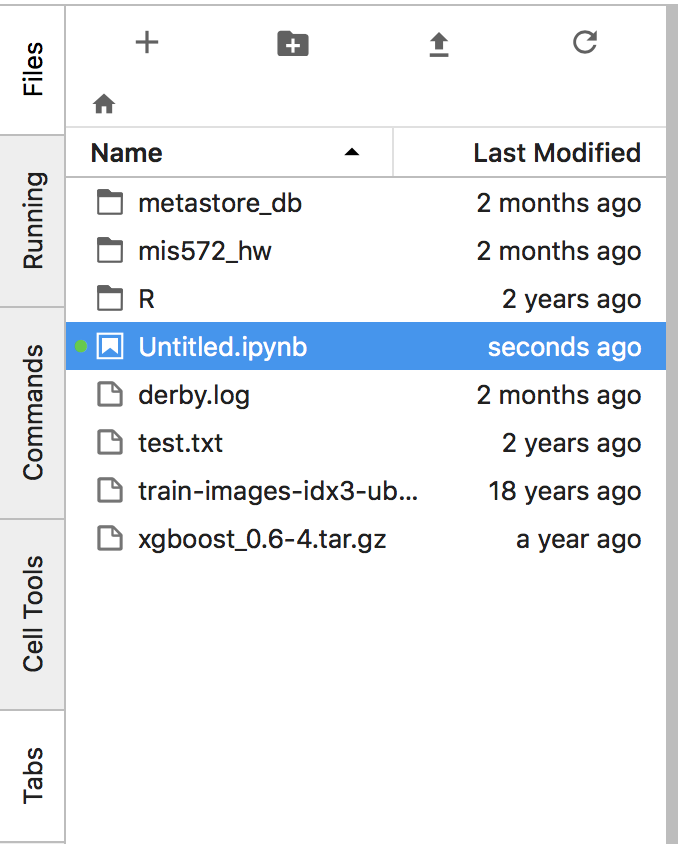 Files
Running
Commands
Cell Tools
Tabs
Name Last Modified
metastore_db 2 months ago
mis572_hw 2 months ago
R 2 years ago
Untitled.ipynb seconds ago
derby.log 2 months ago
test.txt 2 years ago
train-images-idx3-ub... 18 years ago
xgboost_0.6-4.tar.gz a year ago